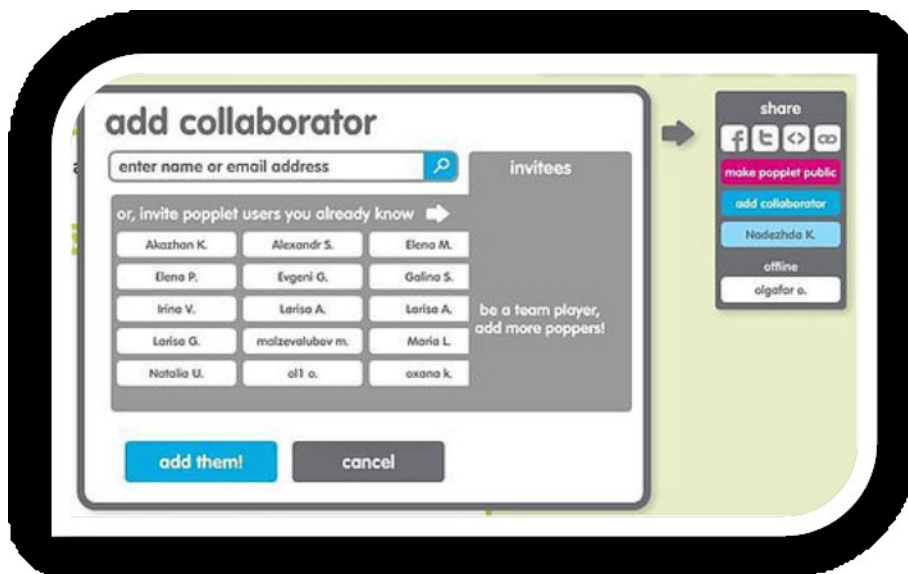 add collaborator
enter name or email address
invitees
or, invite popplet users you already know
Akazhan K. Alexandr S. Elena M.
Elena P. Evgeni G. Galina S.
Irina V. Larisa A. Larisa A.
Larisa G. malzevalubov m. Maria L.
Natalia U. ol1 o. oxana k.
be a team player,
add more poppers!
add them! cancel
share
make popplet public
add collaborator
Nadezhda K.
offline
olgafor o.